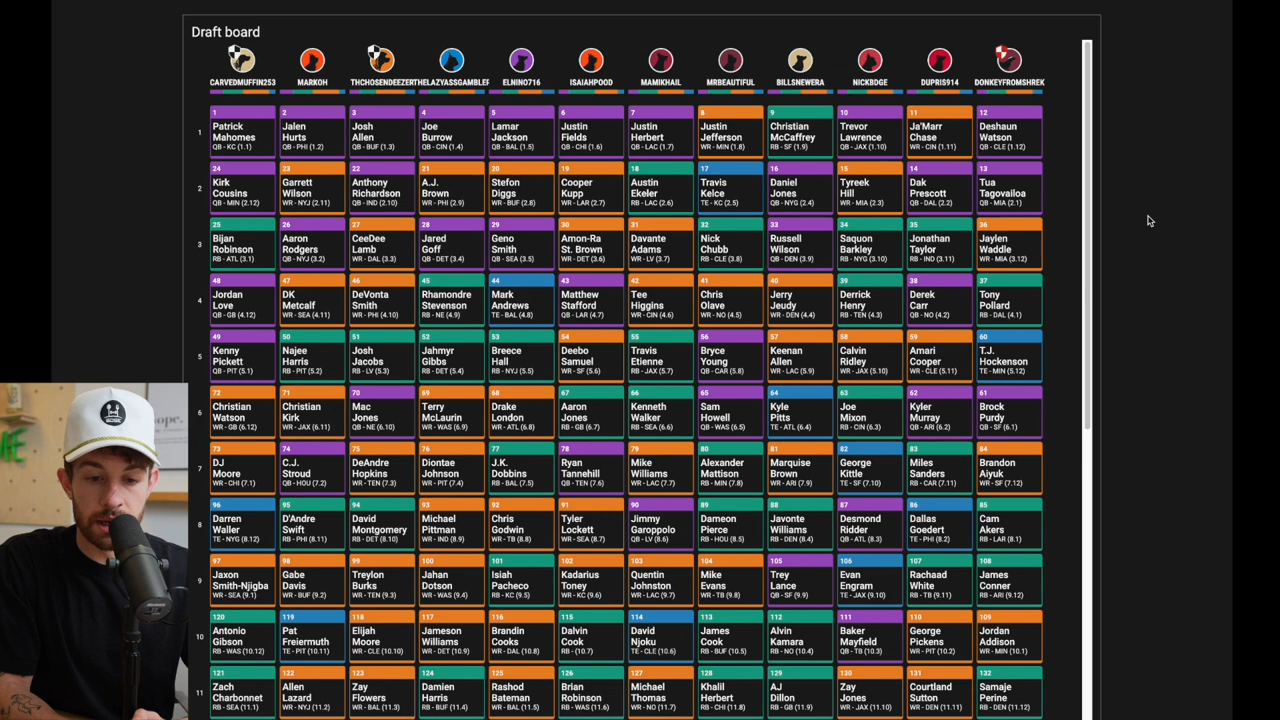 Draft board
CARVEDMUFFIN253 MARKOH THCHOSENDEEZER THELAZYASSGAMBLER ELNINO716 ISAIAHPOOD MAMIKHAIL MRBEAUTIFUL BILLSNEWERA NICKBDGE DUPRIS914 DONKEYFROMSHREK
1 2 3 4 5 6 7 8 9 10 11 12
1 Patrick Jalen Josh Joe Lamar Justin Justin Justin Christian Trevor Ja'Marr Deshaun
Mahomes Hurts Allen Burrow Jackson Fields Herbert Jefferson McCaffrey Lawrence Chase Watson
QB - KC (1.1) QB - PHI (1.2) QB - BUF (1.3) QB - CIN (1.4) QB - BAL (1.5) QB - CHI (1.6) QB - LAC (1.7) WR - MIN (1.8) RB - SF (1.9) QB - JAX (1.10) WR - CIN (1.11) QB - CLE (1.12)
24 23 22 21 20 19 18 17 16 15 14 13
2 Kirk Garrett Anthony A.J. Stefon Cooper Austin Travis Daniel Tyreek Dak Tua
Cousins Wilson Richardson Brown Diggs Kupp Ekeler Kelce Jones Hill Prescott Tagovailoa
QB - MIN (2.12) WR - NYJ (2.11) QB - IND (2.10) WR - PHI (2.9) WR - BUF (2.8) WR - LAR (2.7) RB - LAC (2.6) TE - KC (2.5) QB - NYG (2.4) WR - MIA (2.3) QB - DAL (2.2) QB - MIA (2.1)
25 26 27 28 29 30 31 32 33 34 35 36
3 Bijan Aaron CeeDee Jared Geno Amon-Ra Davante Nick Russell Saquon Jonathan Jaylen
Robinson Rodgers Lamb Goff Smith St. Brown Adams Chubb Wilson Barkley Taylor Waddle
RB - ATL (3.1) QB - NYJ (3.2) WR - DAL (3.3) QB - DET (3.4) QB - SEA (3.5) WR - DET (3.6) WR - LV (3.7) RB - CLE (3.8) QB - DEN (3.9) RB - NYG (3.10) RB - IND (3.11) WR - MIA (3.12)
48 47 46 45 44 43 42 41 40 39 38 37
4 Jordan DK DeVonta Rhamondre Mark Matthew Tee Chris Jerry Derrick Derek Tony
Love Metcalf Smith Stevenson Andrews Stafford Higgins Olave Jeudy Henry Carr Pollard
QB - GB (4.12) WR - SEA (4.11) WR - PHI (4.10) RB - NE (4.9) TE - BAL (4.8) QB - LAR (4.7) WR - CIN (4.6) WR - NO (4.5) WR - DEN (4.4) RB - TEN (4.3) QB - NO (4.2) RB - DAL (4.1)
49 50 51 52 53 54 55 56 57 58 59 60
5 Kenny Najee Josh Jahmyr Breece Deebo Travis Bryce Keenan Calvin Amari T.J.
Pickett Harris Jacobs Gibbs Hall Samuel Etienne Young Allen Ridley Cooper Hockenson
QB - PIT (5.1) RB - PIT (5.2) RB - LV (5.3) RB - DET (5.4) RB - NYJ (5.5) WR - SF (5.6) RB - JAX (5.7) QB - CAR (5.8) WR - LAC (5.9) WR - JAX (5.10) WR - CLE (5.11) TE - MIN (5.12)
72 71 70 69 68 67 66 65 64 63 62 61
6 Christian Christian Mac Terry Drake Aaron Kenneth Sam Kyle Joe Kyler Brock
Watson Kirk Jones McLaurin London Jones Walker Howell Pitts Mixon Murray Purdy
WR - GB (6.12) WR - JAX (6.11) QB - NE (6.10) WR - WAS (6.9) WR - ATL (6.8) RB - GB (6.7) RB - SEA (6.6) QB - WAS (6.5) TE - ATL (6.4) RB - CIN (6.3) QB - ARI (6.2) QB - SF (6.1)
73 74 75 76 77 78 79 80 81 82 83 84
7 DJ C.J. DeAndre Diontae J.K. Ryan Mike Alexander Marquise George Miles Brandon
Moore Stroud Hopkins Johnson Dobbins Tannehill Williams Mattison Brown Kittle Sanders Aiyuk
WR - CHI (7.1) QB - HOU (7.2) WR - TEN (7.3) WR - PIT (7.4) RB - BAL (7.5) QB - TEN (7.6) WR - LAC (7.7) RB - MIN (7.8) WR - ARI (7.9) TE - SF (7.10) RB - CAR (7.11) WR - SF (7.12)
96 95 94 93 92 91 90 89 88 87 86 85
8 Darren D'Andre David Michael Chris Tyler Jimmy Dameon Javonte Desmond Dallas Cam
Waller Swift Montgomery Pittman Godwin Lockett Garoppolo Pierce Williams Ridder Goedert Akers
TE - NYG (8.12) RB - PHI (8.11) RB - DET (8.10) WR - IND (8.9) WR - TB (8.8) WR - SEA (8.7) QB - LV (8.6) RB - HOU (8.5) RB - DEN (8.4) QB - ATL (8.3) TE - PHI (8.2) RB - LAR (8.1)
97 98 99 100 101 102 103 104 105 106 107 108
9 Jaxon Gabe Treylon Jahan Isiah Kadarius Quentin Mike Trey Evan Rachaad James
Smith-Njigba Davis Burks Dotson Pacheco Toney Johnston Evans Lance Engram White Conner
WR - SEA (9.1) WR - BUF (9.2) WR - TEN (9.3) WR - WAS (9.4) RB - KC (9.5) WR - KC (9.6) WR - LAC (9.7) WR - TB (9.8) QB - SF (9.9) TE - JAX (9.10) RB - TB (9.11) RB - ARI (9.12)
120 119 118 117 116 115 114 113 112 111 110 109
10 Antonio Pat Elijah Jameson Brandin Dalvin David James Alvin Baker George Jordan
Gibson Freiermuth Moore Williams Cooks Cook Njoku Cook Kamara Mayfield Pickens Addison
RB - WAS (10.12) TE - PIT (10.11) WR - CLE (10.10) WR - DET (10.9) WR - DAL (10.8) RB - (10.7) TE - CLE (10.6) RB - BUF (10.5) RB - NO (10.4) QB - TB (10.3) WR - PIT (10.2) WR - MIN (10.1)
121 122 123 124 125 126 127 128 129 130 131 132
11 Zach Allen Zay Damien Rashod Brian Michael Khalil AJ Zay Courtland Samaje
Charbonnet Lazard Flowers Harris Bateman Robinson Thomas Herbert Dillon Jones Sutton Perine
RB - SEA (11.1) WR - NYJ (11.2) WR - BAL (11.3) RB - BUF (11.4) WR - BAL (11.5) RB - WAS (11.6) WR - NO (11.7) RB - CHI (11.8) RB - GB (11.9) WR - JAX (11.10) WR - DEN (11.11) RB - DEN (11.12)